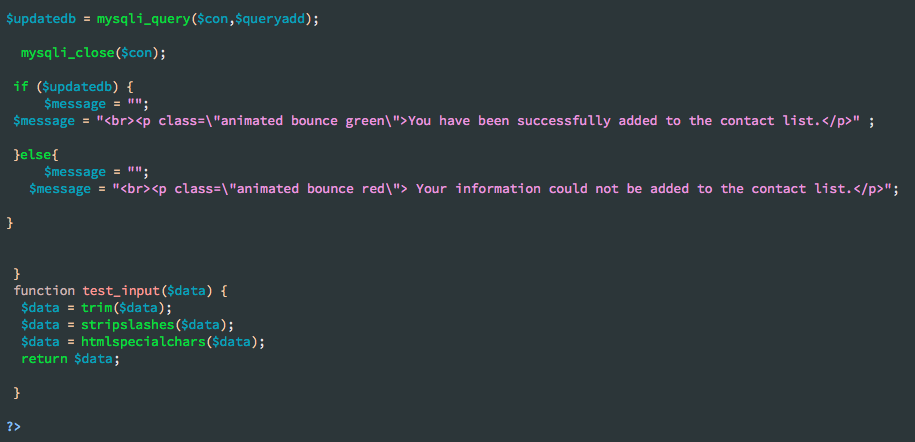 $updatedb = mysqli_query($con,$queryadd);
mysqli_close($con);
if ($updatedb) {
$message = "";
$message = "<br><p class=\"animated bounce green\">You have been successfully added to the contact list.</p>" ;
}else{
$message = "";
$message = "<br><p class=\"animated bounce red\"> Your information could not be added to the contact list.</p>";
}
}
function test_input($data) {
$data = trim($data);
$data = stripslashes($data);
$data = htmlspecialchars($data);
return $data;
}
?>